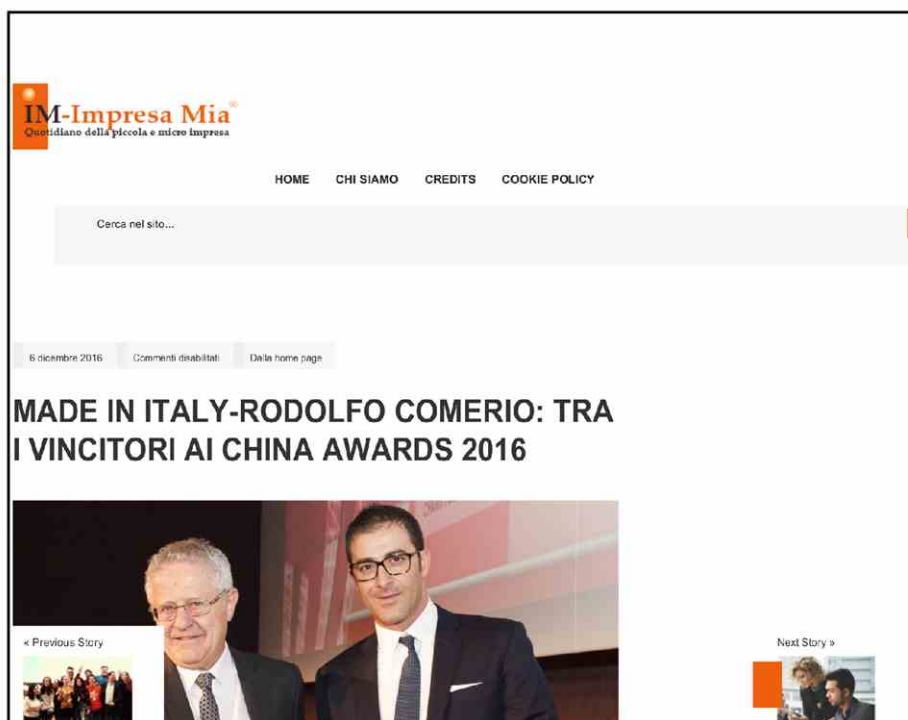 IM-Impresa Mia®
Quotidiano della piccola e micro impresa
HOME CHI SIAMO CREDITS COOKIE POLICY
Cerca nel sito...
6 dicembre 2016 Commenti disabilitati Dalla home page
MADE IN ITALY-RODOLFO COMERIO: TRA
I VINCITORI AI CHINA AWARDS 2016
« Previous Story
Next Story »